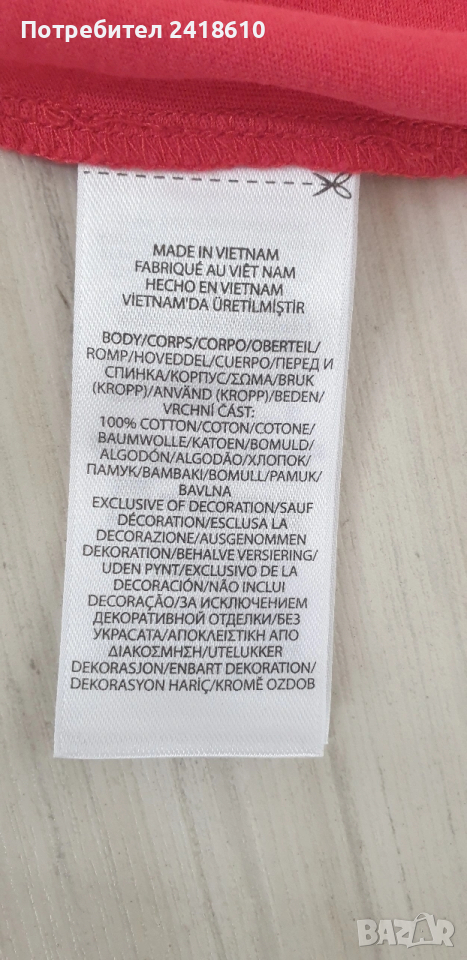 Потребител 2418610
MADE IN VIETNAM
FABRIQUÉ AU VIÊT NAM
HECHO EN VIETNAM
VİETNAM'DA ÜRETİLMİŞTİR
BODY/CORPS/CORPO/OBERTEIL/
ROMP/HOVEDDEL/CUERPO/ПЕРЕД И
СПИНКА/КОРПУС/ΣΩΜΑ/BRUK
(KROPP)/ANVÄND (KROPP)/BEDEN/
VRCHNÍ ČÁST:
100% COTTON/COTON/COTONE/
BAUMWOLLE/KATOEN/BOMULD/
ALGODÓN/ALGODÃO/ХЛОПОК/
ПАМУК/ΒΑΜΒΑΚΙ/BOMULL/PAMUK/
BAVLNA
EXCLUSIVE OF DECORATION/SAUF
DÉCORATION/ESCLUSA LA
DECORAZIONE/AUSGENOMMEN
DEKORATION/BEHALVE VERSIERING/
UDEN PYNT/EXCLUSIVO DE LA
DECORACIÓN/NÃO INCLUI
DECORAÇÃO/ЗА ИСКЛЮЧЕНИЕМ
ДЕКОРАТИВНОЙ ОТДЕЛКИ/БЕЗ
УКРАСАТА/ΑΠΟΚΛΕΙΣΤΙΚΗ ΑΠΟ
ΔΙΑΚΟΣΜΗΣΗ/UTELUKKER
DEKORASJON/ENBART DEKORATION/
DEKORASYON HARİÇ/KROMĚ OZDOB
BAZAR